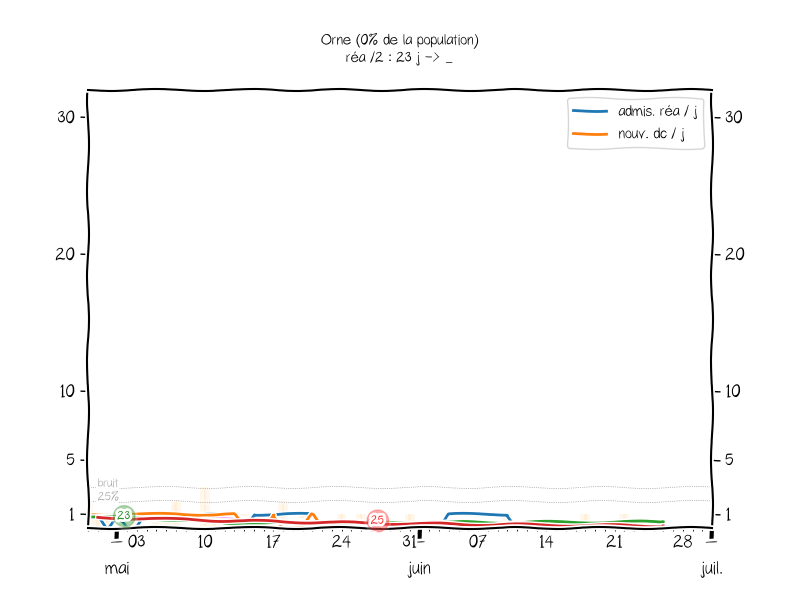 Orne (0% de la population)
réa /2 : 23 j -> _
admis. réa / j
nouv. dc / j
30
30
20
20
10
10
5
5
bruit
25%
1
1
23
25
03
10
17
24
31
07
14
21
28
mai
juin
juil.